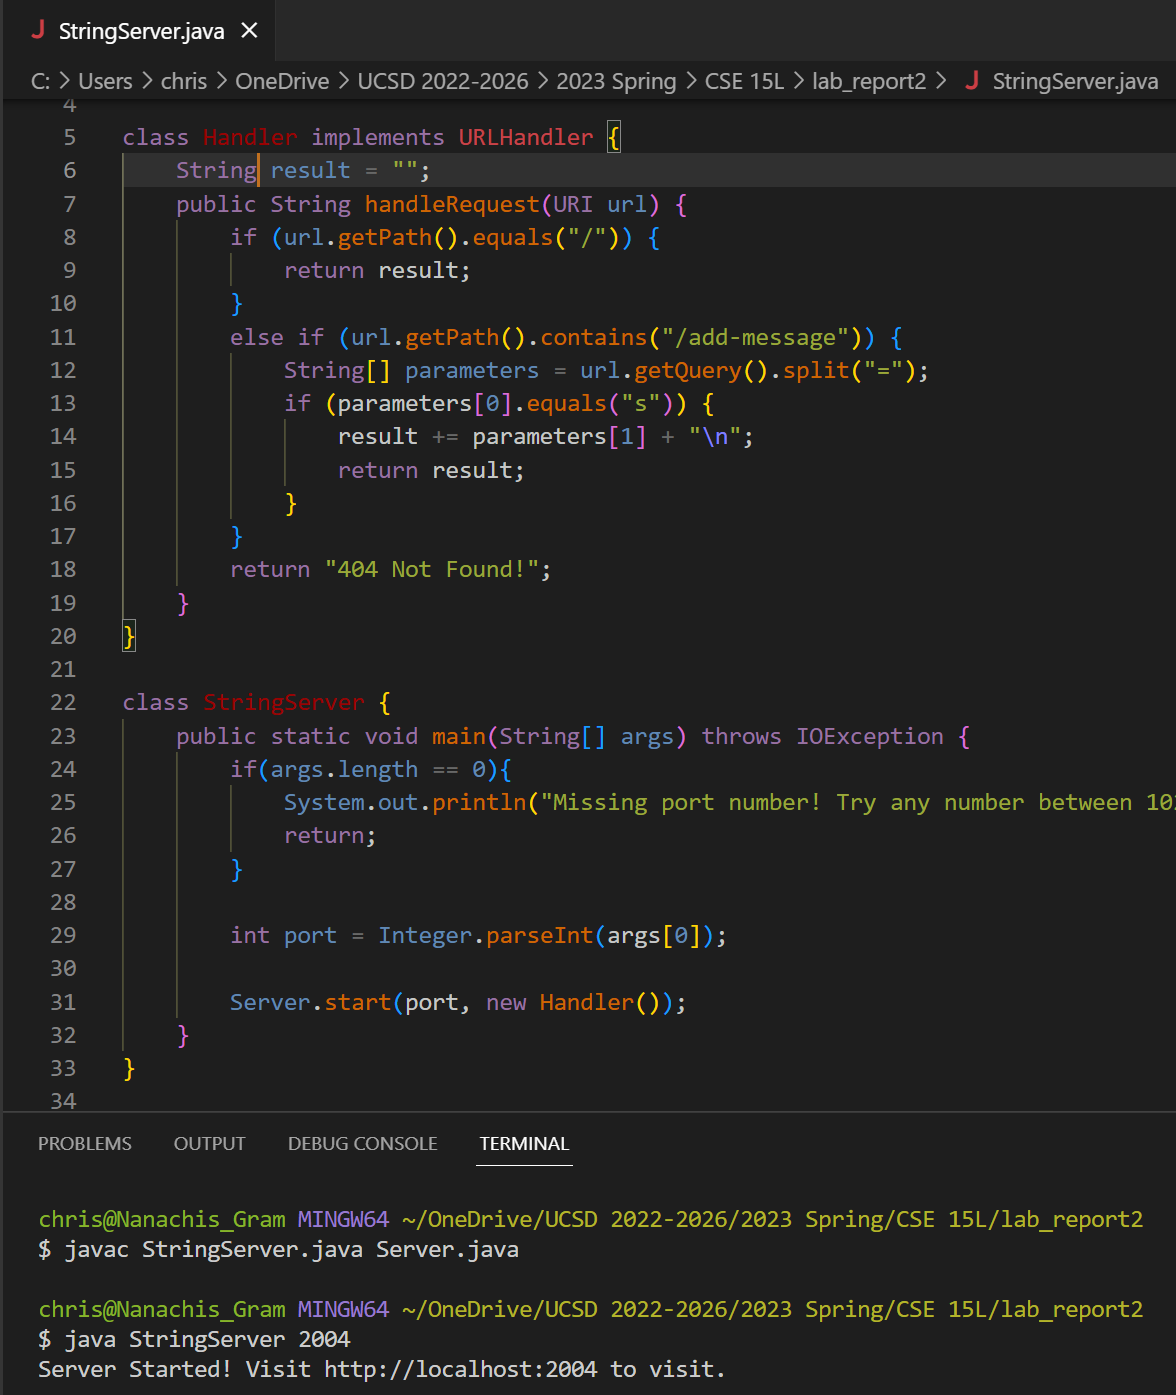 J StringServer.java ×
C: > Users > chris > OneDrive > UCSD 2022-2026 > 2023 Spring > CSE 15L > lab_report2 > J StringServer.java
4
5 class Handler implements URLHandler {
6     String result = "";
7     public String handleRequest(URI url) {
8         if (url.getPath().equals("/")) {
9             return result;
10         }
11         else if (url.getPath().contains("/add-message")) {
12             String[] parameters = url.getQuery().split("=");
13             if (parameters[0].equals("s")) {
14                 result += parameters[1] + "\n";
15                 return result;
16             }
17         }
18         return "404 Not Found!";
19     }
20 }
21
22 class StringServer {
23     public static void main(String[] args) throws IOException {
24         if(args.length == 0){
25             System.out.println("Missing port number! Try any number between 10
26             return;
27         }
28
29         int port = Integer.parseInt(args[0]);
30
31         Server.start(port, new Handler());
32     }
33 }
34
PROBLEMS OUTPUT DEBUG CONSOLE TERMINAL
chris@Nanachis_Gram MINGW64 ~/OneDrive/UCSD 2022-2026/2023 Spring/CSE 15L/lab_report2
$ javac StringServer.java Server.java
chris@Nanachis_Gram MINGW64 ~/OneDrive/UCSD 2022-2026/2023 Spring/CSE 15L/lab_report2
$ java StringServer 2004
Server Started! Visit http://localhost:2004 to visit.